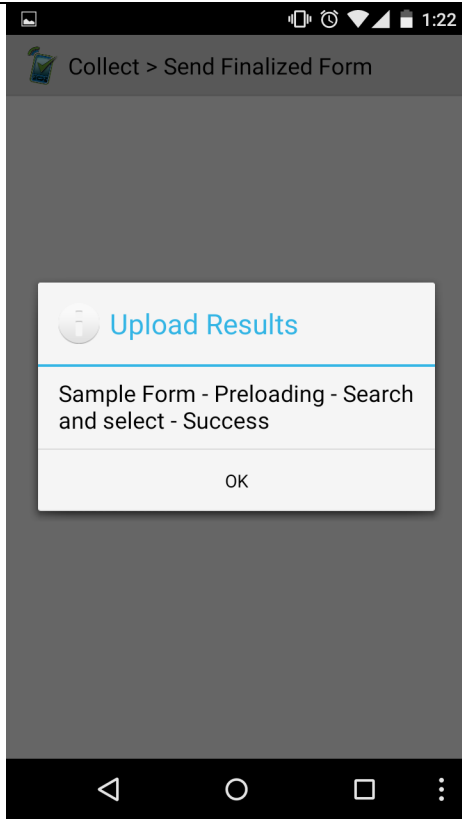 1:22
Collect > Send Finalized Form
Upload Results
Sample Form - Preloading - Search
and select - Success
OK